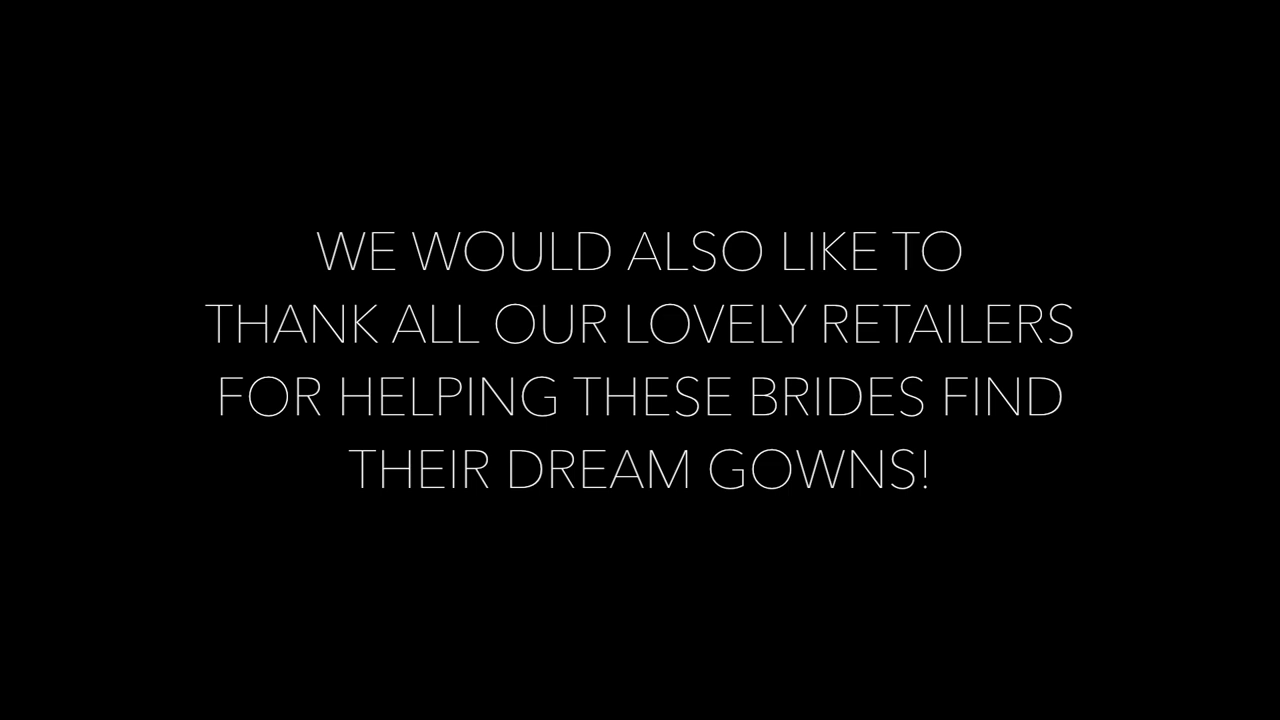 WE WOULD ALSO LIKE TO
THANK ALL OUR LOVELY RETAILERS
FOR HELPING THESE BRIDES FIND
THEIR DREAM GOWNS!